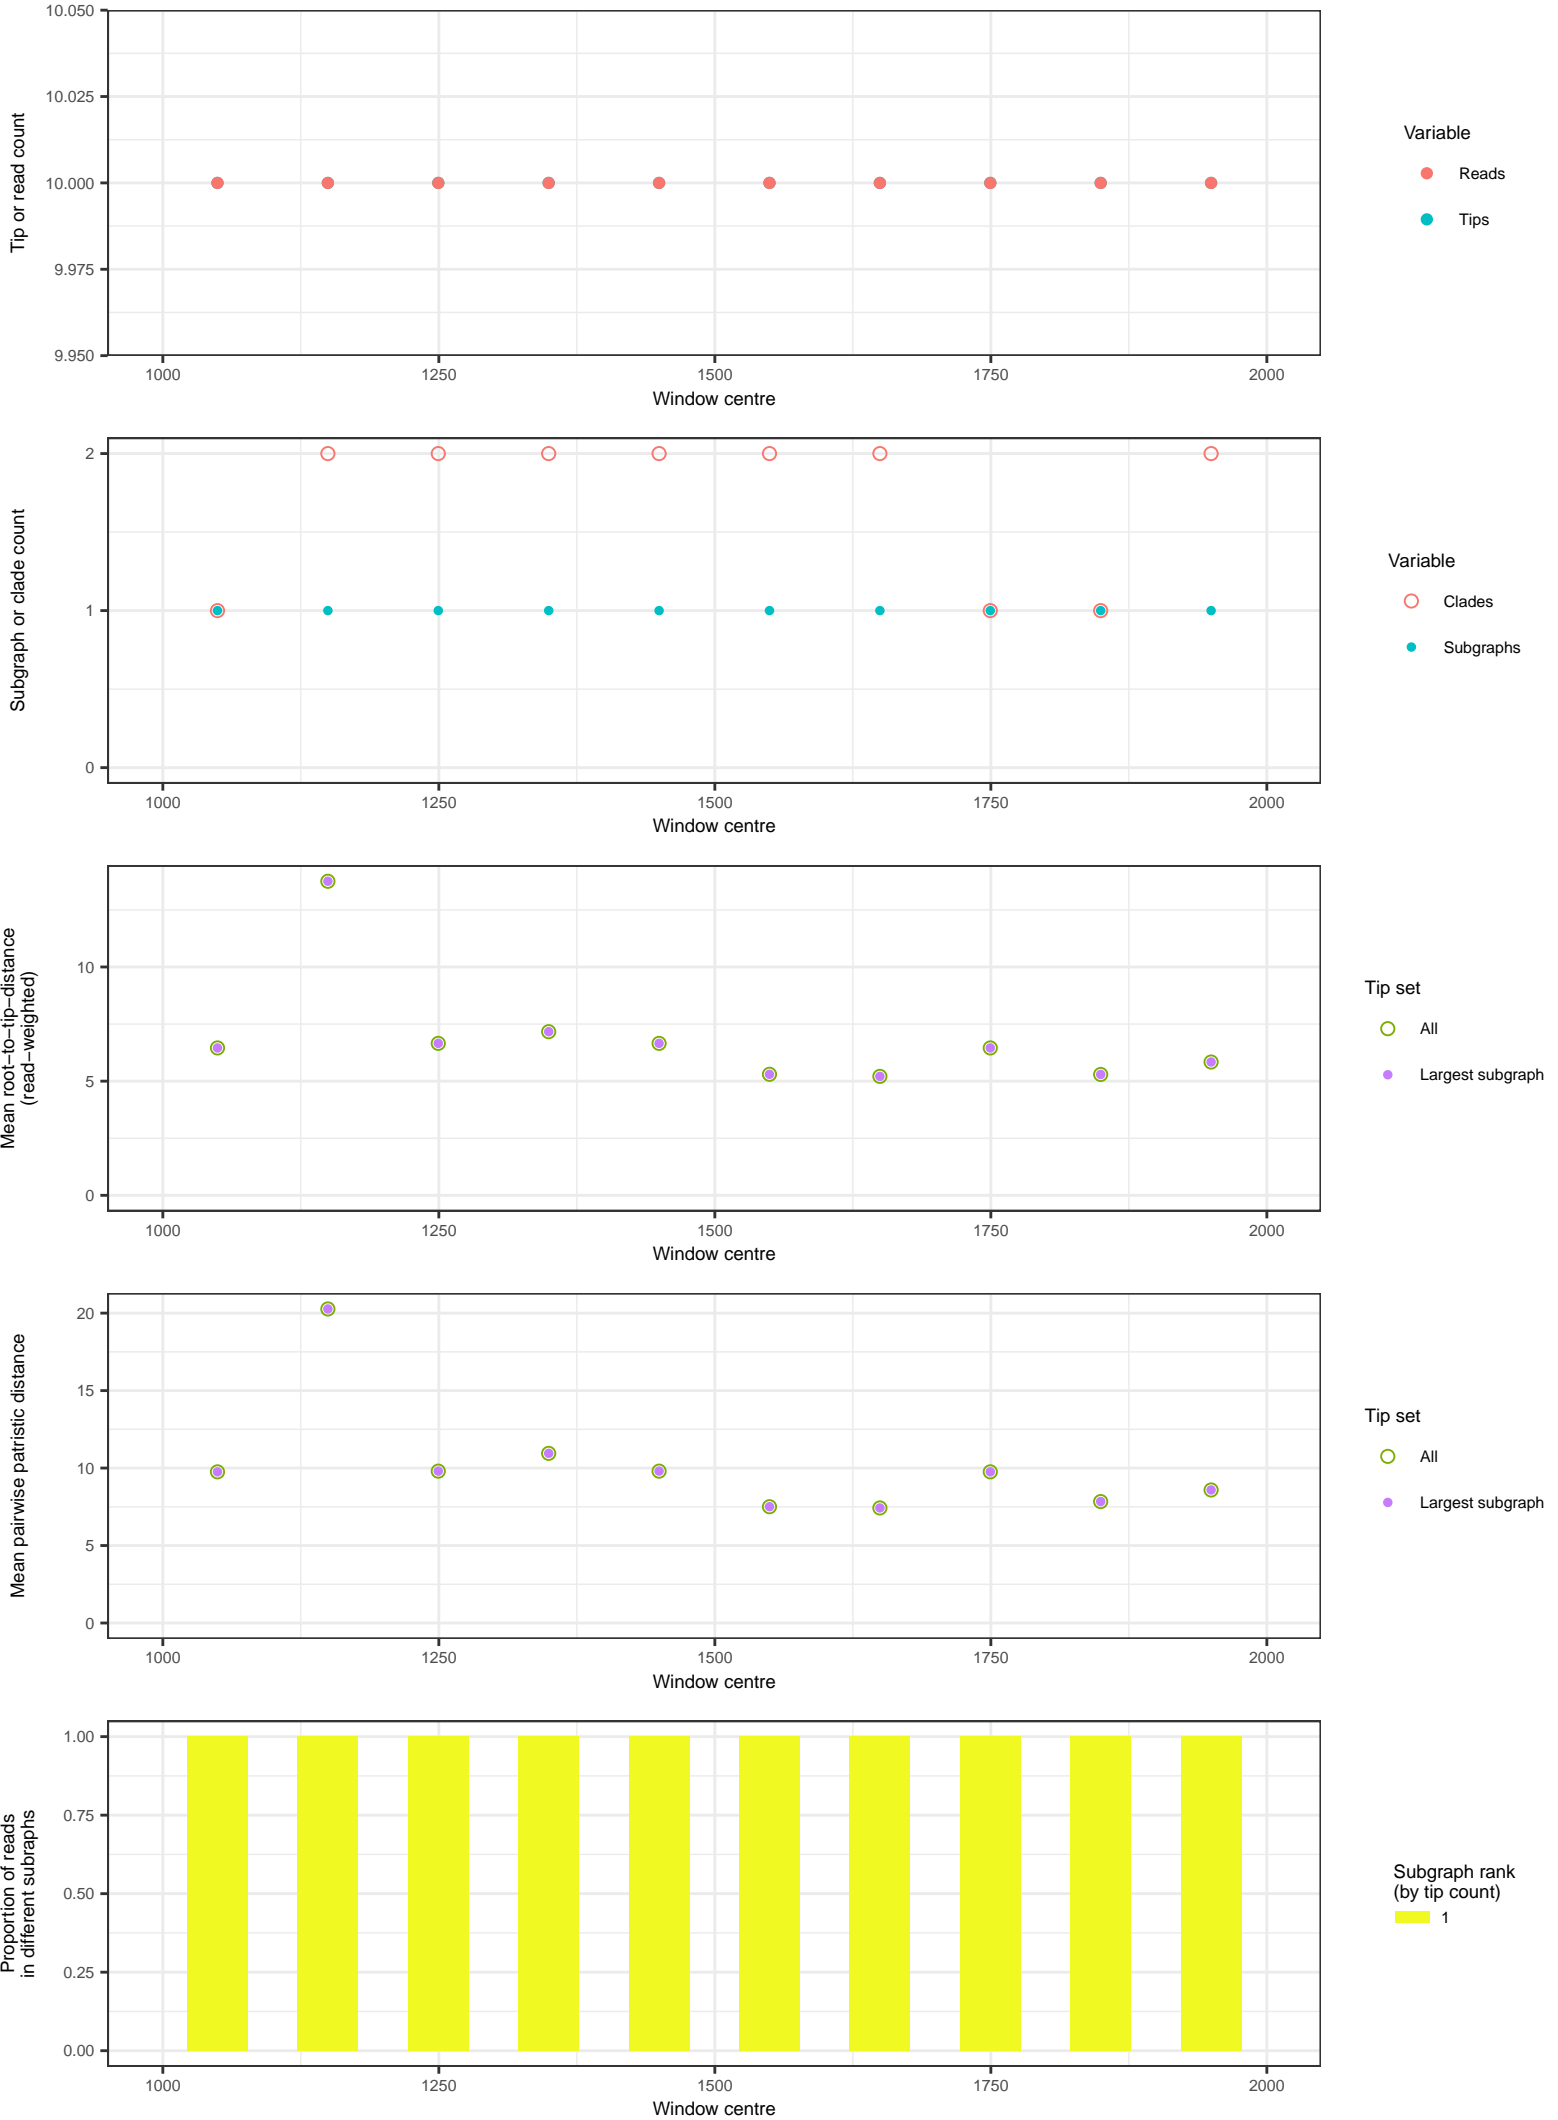 10.050
10.025
10.000
9.975
9.950
Tip or read count
1000 1250 1500 1750 2000
Window centre
Variable
Reads
Tips
2
1
0
Subgraph or clade count
1000 1250 1500 1750 2000
Window centre
Variable
Clades
Subgraphs
10
5
0
Mean root−to−tip−distance
(read−weighted)
1000 1250 1500 1750 2000
Window centre
Tip set
All
Largest subgraph
20
15
10
5
0
Mean pairwise patristic distance
1000 1250 1500 1750 2000
Window centre
Tip set
All
Largest subgraph
1.00
0.75
0.50
0.25
0.00
Proportion of reads
in different subraphs
1000 1250 1500 1750 2000
Window centre
Subgraph rank
(by tip count)
1